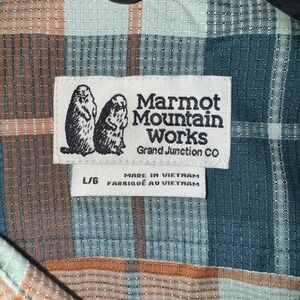 Marmot
Mountain
Works
Grand Junction CO
L/G
MADE IN VIETNAM
FABRIQUÉ AU VIETNAM